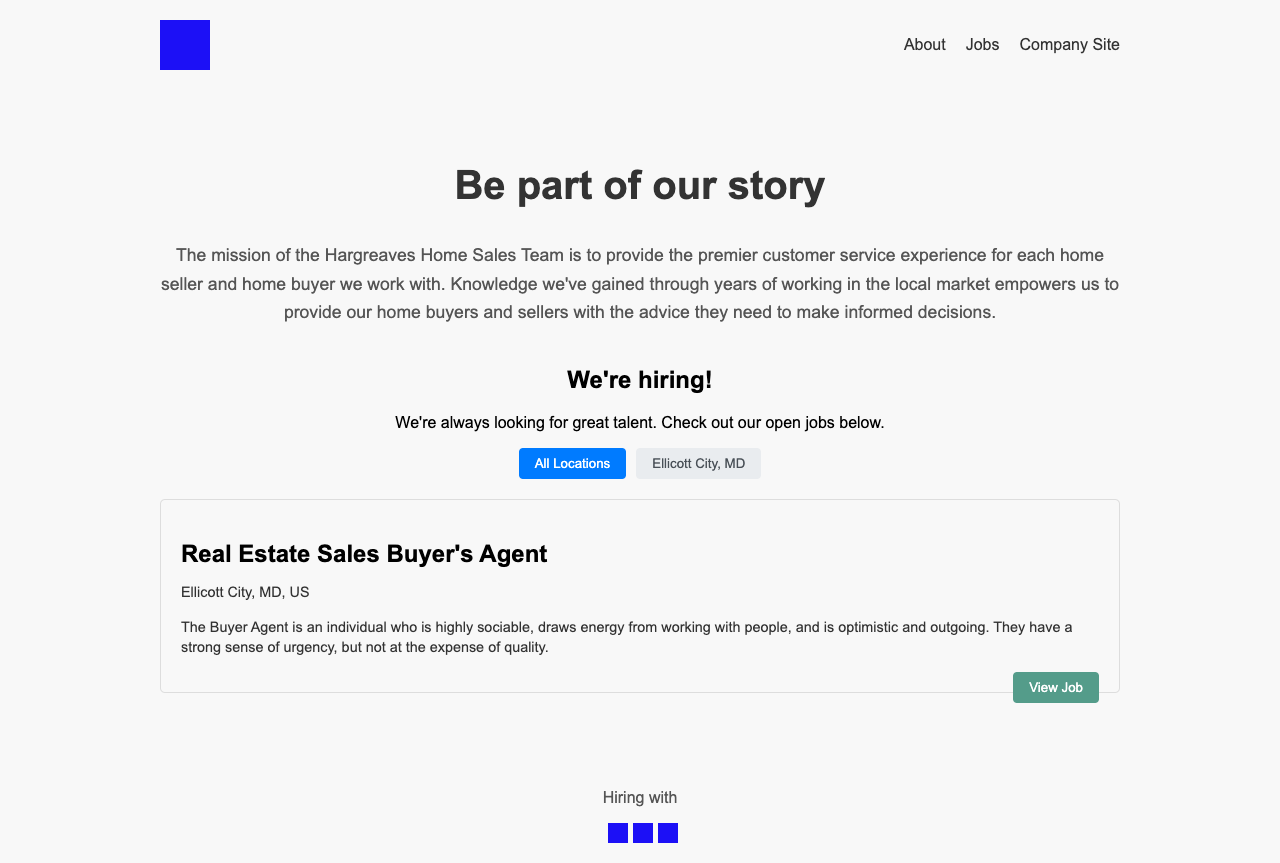 About Jobs Company Site
Be part of our story
The mission of the Hargreaves Home Sales Team is to provide the premier customer service experience for each home
seller and home buyer we work with. Knowledge we've gained through years of working in the local market empowers us to
provide our home buyers and sellers with the advice they need to make informed decisions.
We're hiring!
We're always looking for great talent. Check out our open jobs below.
All Locations Ellicott City, MD
Real Estate Sales Buyer's Agent
Ellicott City, MD, US
The Buyer Agent is an individual who is highly sociable, draws energy from working with people, and is optimistic and outgoing. They have a
strong sense of urgency, but not at the expense of quality.
View Job
Hiring with